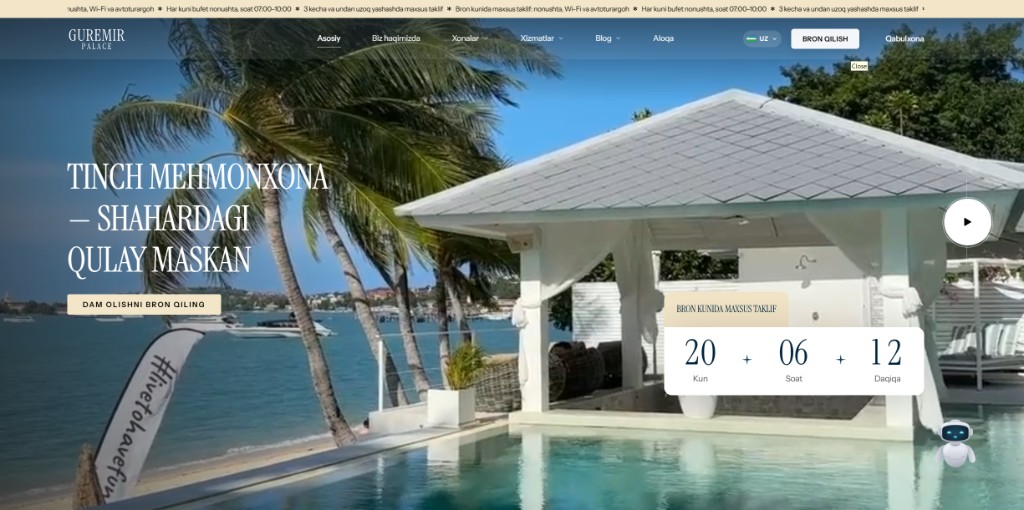 nushta, Wi-Fi va avtoturargoh ✱ Har kuni bufet nonushta, soat 07:00–10:00 ✱ 3 kecha va undan uzoq yashashda maxsus taklif ✱ Bron kunida maxsus taklif: nonushta, Wi-Fi va avtoturargoh ✱ Har kuni bufet nonushta, soat 07:00–10:00 ✱ 3 kecha va undan uzoq yashashda maxsus taklif ✱
GUREMIR
PALACE
Asosiy Biz haqimizda Xonalar Xizmatlar Blog Aloqa UZ BRON QILISH Qabulxona
Close
TINCH MEHMONXONA
— SHAHARDAGI
QULAY MASKAN
DAM OLISHNI BRON QILING
BRON KUNIDA MAXSUS TAKLIF
20 + 06 + 12
Kun Soat Daqiqa
#livetohavefun